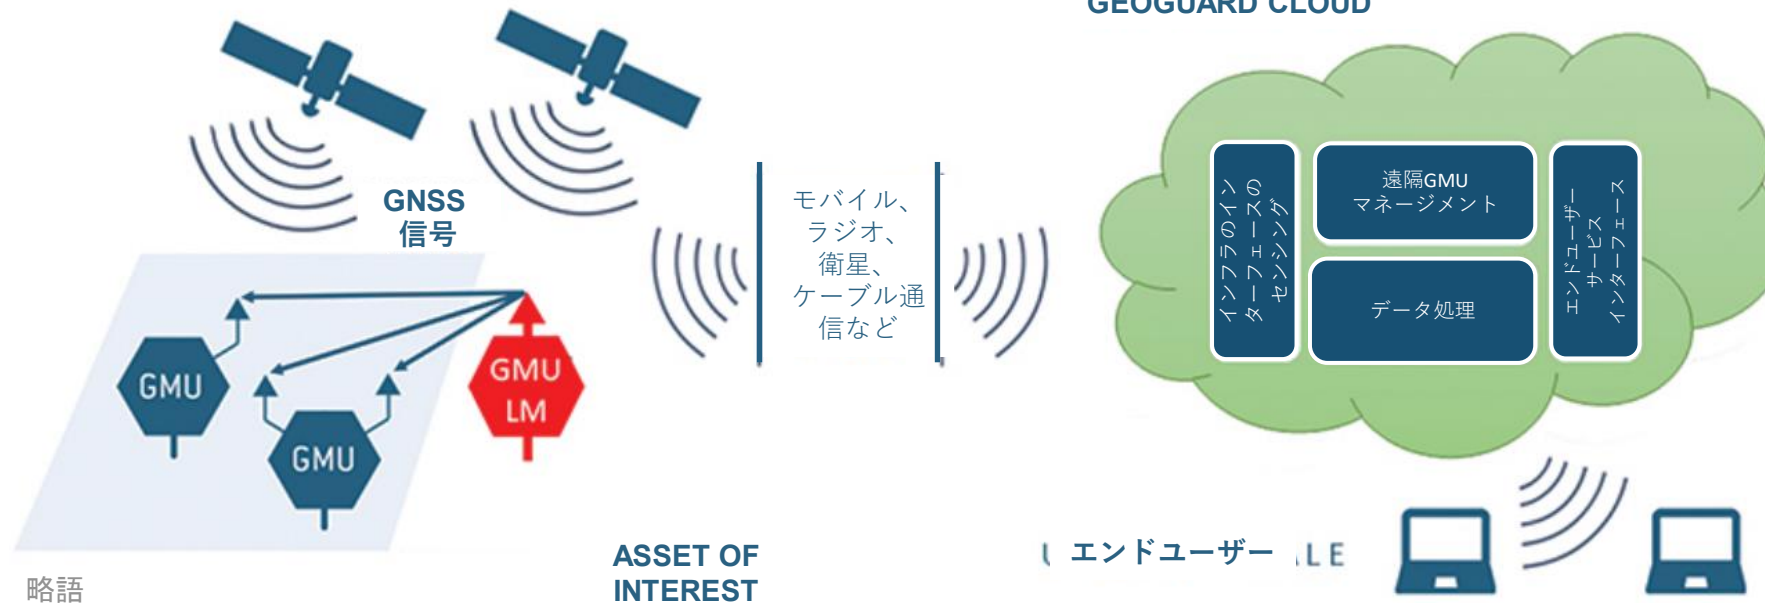 GEOGUARD CLOUD
GNSS
信号
モバイル、
ラジオ、
衛星、
ケーブル通
信など
インフラのイン
ターフェースの
センシング
遠隔GMU
マネージメント
データ処理
エンドユーザー
サービス
インターフェース
GMU
GMU
LM
GMU
ASSET OF
INTEREST
エンドユーザー
LE
略語